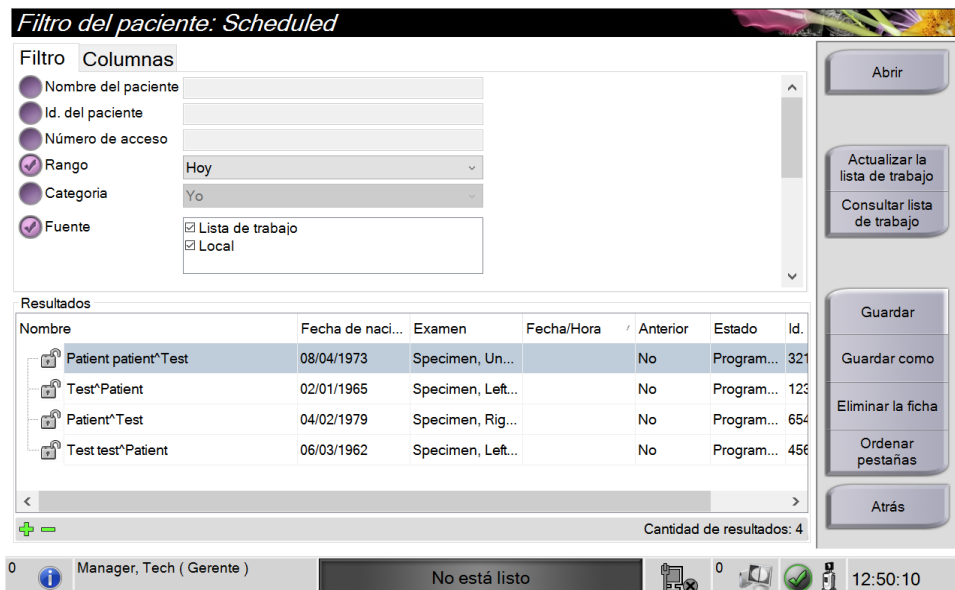 Filtro del paciente: Scheduled
Filtro Columnas
Nombre del paciente
Id. del paciente
Número de acceso
Rango Hoy
Categoria Yo
Fuente Lista de trabajo
Local
Abrir
Actualizar la
lista de trabajo
Consultar lista
de trabajo
Resultados
Nombre Fecha de naci... Examen Fecha/Hora Anterior Estado Id.
Patient patient^Test 08/04/1973 Specimen, Un... No Program... 321
Test^Patient 02/01/1965 Specimen, Left... No Program... 123
Patient^Test 04/02/1979 Specimen, Rig... No Program... 654
Test test^Patient 06/03/1962 Specimen, Left... No Program... 456
Cantidad de resultados: 4
Guardar
Guardar como
Eliminar la ficha
Ordenar
pestañas
Atrás
0 Manager, Tech ( Gerente ) No está listo 0 12:50:10